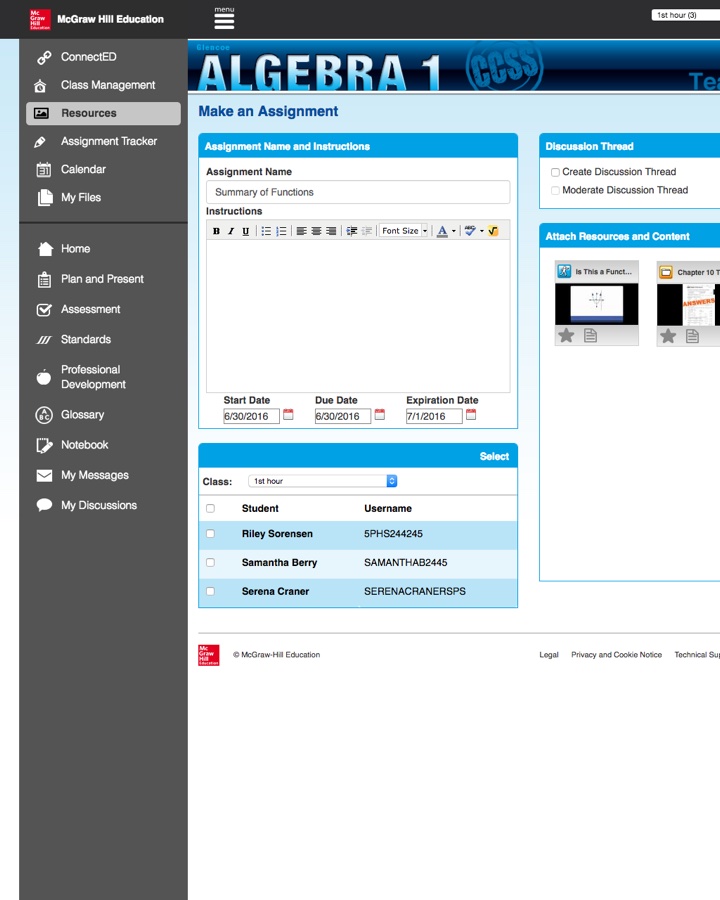 Mc
Graw
Hill
Education
McGraw Hill Education
menu
1st hour (3)
ConnectED
Class Management
Resources
Assignment Tracker
Calendar
My Files
Home
Plan and Present
Assessment
Standards
Professional
Development
Glossary
Notebook
My Messages
My Discussions
Glencoe
ALGEBRA 1
CCSS
Tea
Make an Assignment
Assignment Name and Instructions
Assignment Name
Summary of Functions
Instructions
B I U Font Size A
Start Date Due Date Expiration Date
6/30/2016 6/30/2016 7/1/2016
Select
Class: 1st hour
Student Username
Riley Sorensen 5PHS244245
Samantha Berry SAMANTHAB2445
Serena Craner SERENACRANERSPS
Discussion Thread
Create Discussion Thread
Moderate Discussion Thread
Attach Resources and Content
Is This a Funct...
Chapter 10 T
ANSWERS
Mc
Graw
Hill
Education
© McGraw-Hill Education
Legal Privacy and Cookie Notice Technical Sup